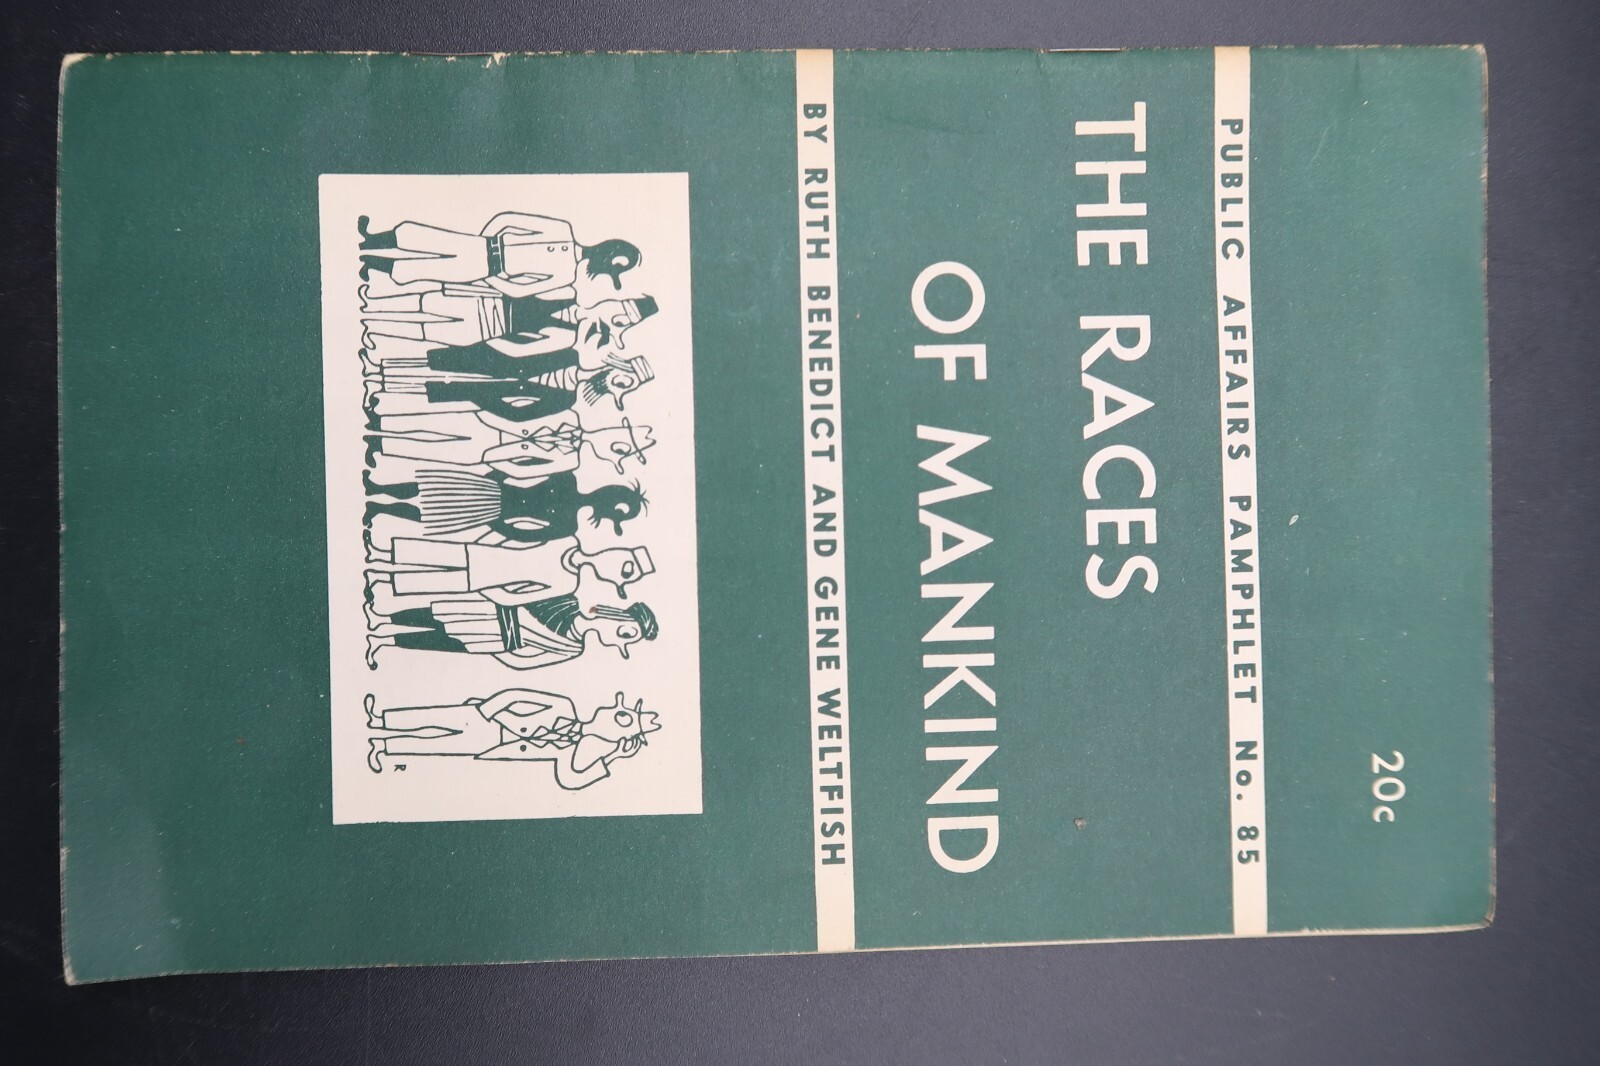 20c
PUBLIC AFFAIRS PAMPHLET No. 85
THE RACES
OF MANKIND
BY RUTH BENEDICT AND GENE WELTFISH
R